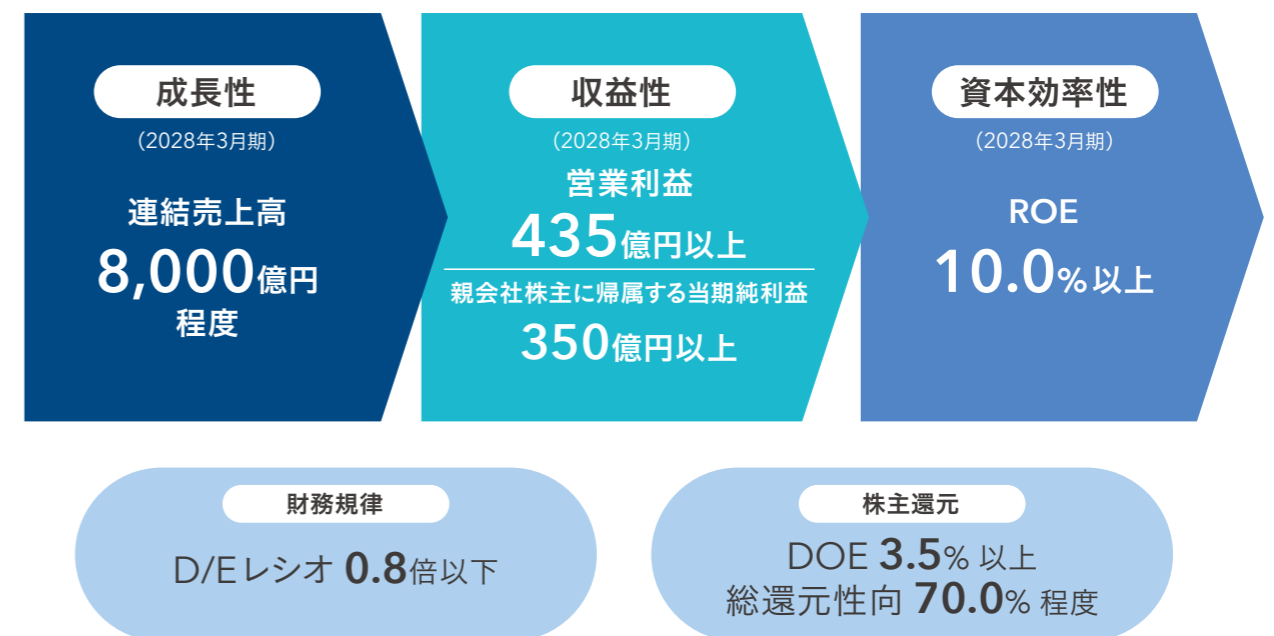 成長性
（2028年3月期）
連結売上高
8,000億円
程度
収益性
（2028年3月期）
営業利益
435億円以上
親会社株主に帰属する当期純利益
350億円以上
資本効率性
（2028年3月期）
ROE
10.0%以上
財務規律
D/Eレシオ 0.8倍以下
株主還元
DOE 3.5% 以上
総還元性向 70.0% 程度